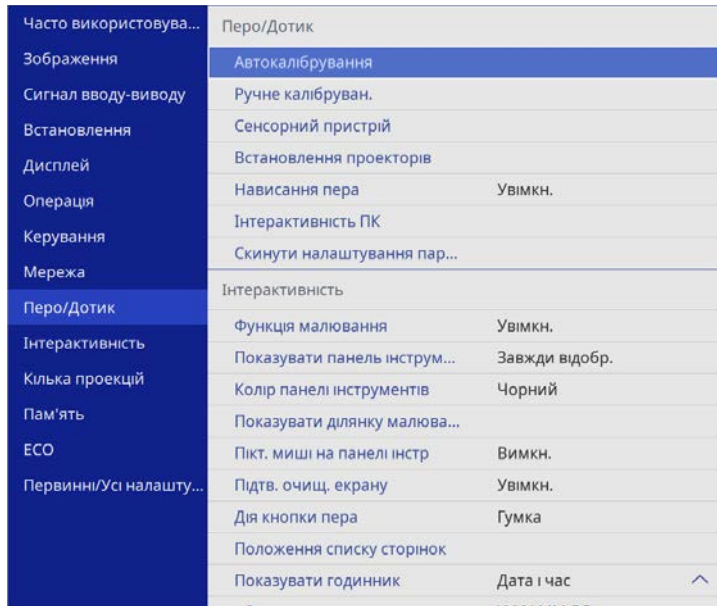 Часто використовува...
Зображення
Сигнал вводу-виводу
Встановлення
Дисплей
Операція
Керування
Мережа
Перо/Дотик
Інтерактивність
Кілька проекцій
Пам'ять
ECO
Первинні/Усі налашту...
Перо/Дотик
Автокалібрування
Ручне калібруван.
Сенсорний пристрій
Встановлення проекторів
Нависання пера Увімкн.
Інтерактивність ПК
Скинути налаштування пар...
Інтерактивність
Функція малювання Увімкн.
Показувати панель інструм... Завжди відобр.
Колір панелі інструментів Чорний
Показувати ділянку малюва...
Пікт. миші на панелі інстр Вимкн.
Підтв. очищ. екрану Увімкн.
Дія кнопки пера Гумка
Положення списку сторінок
Показувати годинник Дата і час